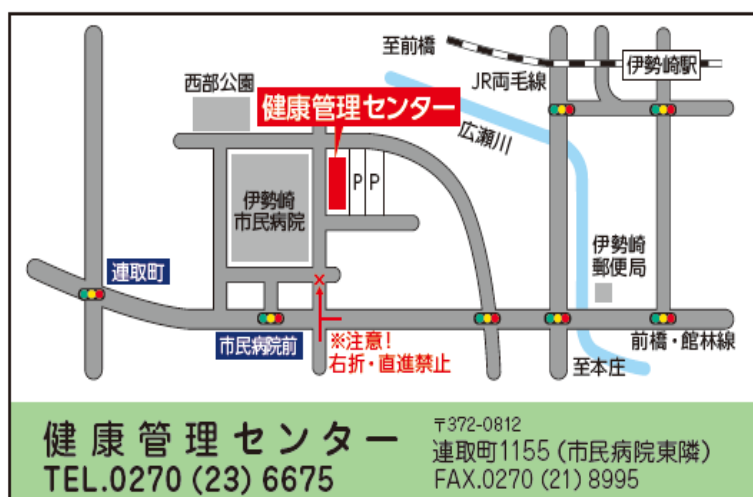 至前橋
JR両毛線
伊勢崎駅
西部公園
健康管理センター
広瀬川
P P
伊勢崎
市民病院
伊勢崎
郵便局
連取町
x
市民病院前
※注意!
右折・直進禁止
前橋・館林線
至本庄
健康管理センター
TEL.0270 (23) 6675
〒372-0812
連取町1155 (市民病院東隣)
FAX.0270 (21) 8995